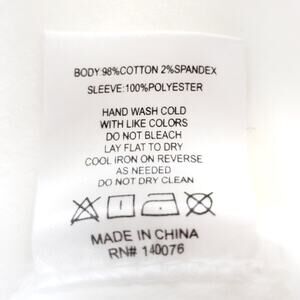 BODY:98%COTTON 2%SPANDEX
SLEEVE:100%POLYESTER
HAND WASH COLD
WITH LIKE COLORS
DO NOT BLEACH
LAY FLAT TO DRY
COOL IRON ON REVERSE
AS NEEDED
DO NOT DRY CLEAN
MADE IN CHINA
RN# 140076